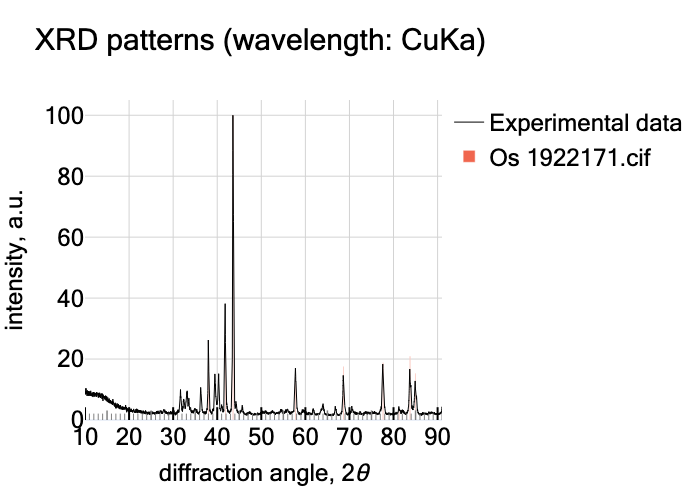 XRD patterns (wavelength: CuKa)
Experimental data
Os 1922171.cif
intensity, a.u.
100
80
60
40
20
0
10 20 30 40 50 60 70 80 90
diffraction angle, 2θ